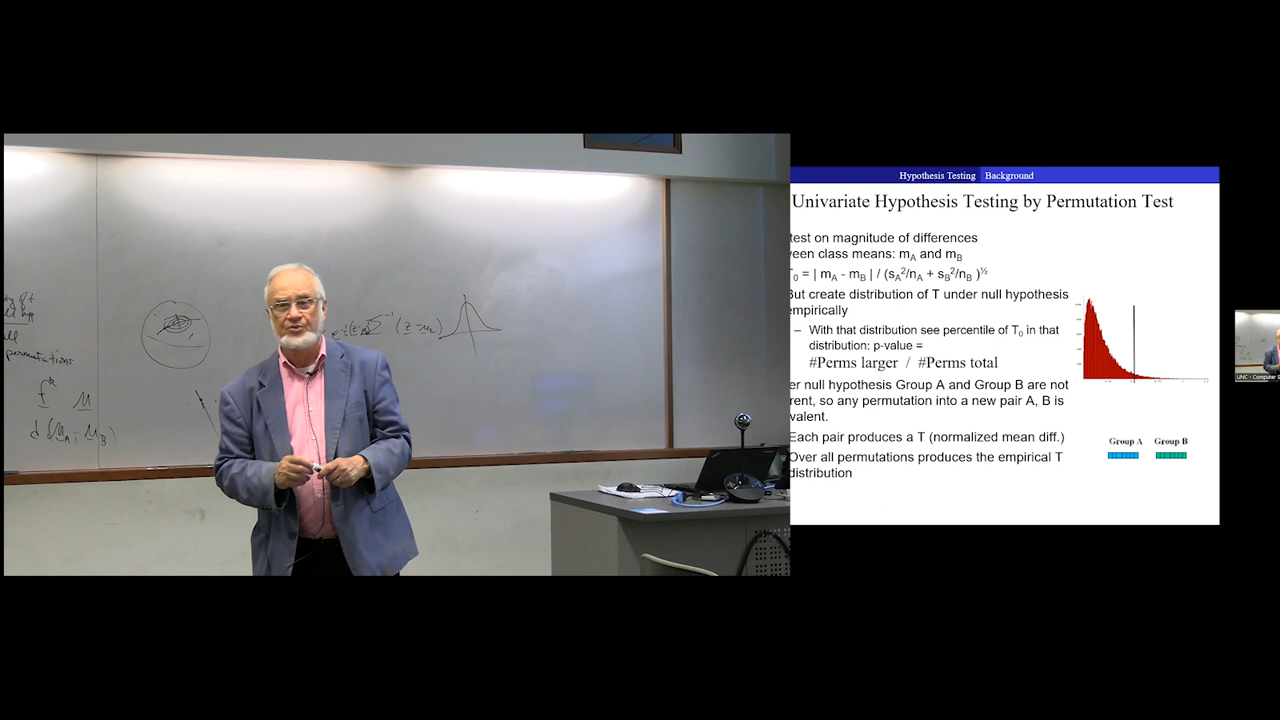 Hypothesis Testing Background
Univariate Hypothesis Testing by Permutation Test
test on magnitude of differences
een class means: mA and mB
0 = | mA - mB | / (sA²/nA + sB²/nB )½
But create distribution of T under null hypothesis
empirically
– With that distribution see percentile of T0 in that
distribution: p-value =
#Perms larger / #Perms total
er null hypothesis Group A and Group B are not
rent, so any permutation into a new pair A, B is
valent.
Each pair produces a T (normalized mean diff.)
Over all permutations produces the empirical T
distribution
Group A Group B
permutations
UNC - Computer S